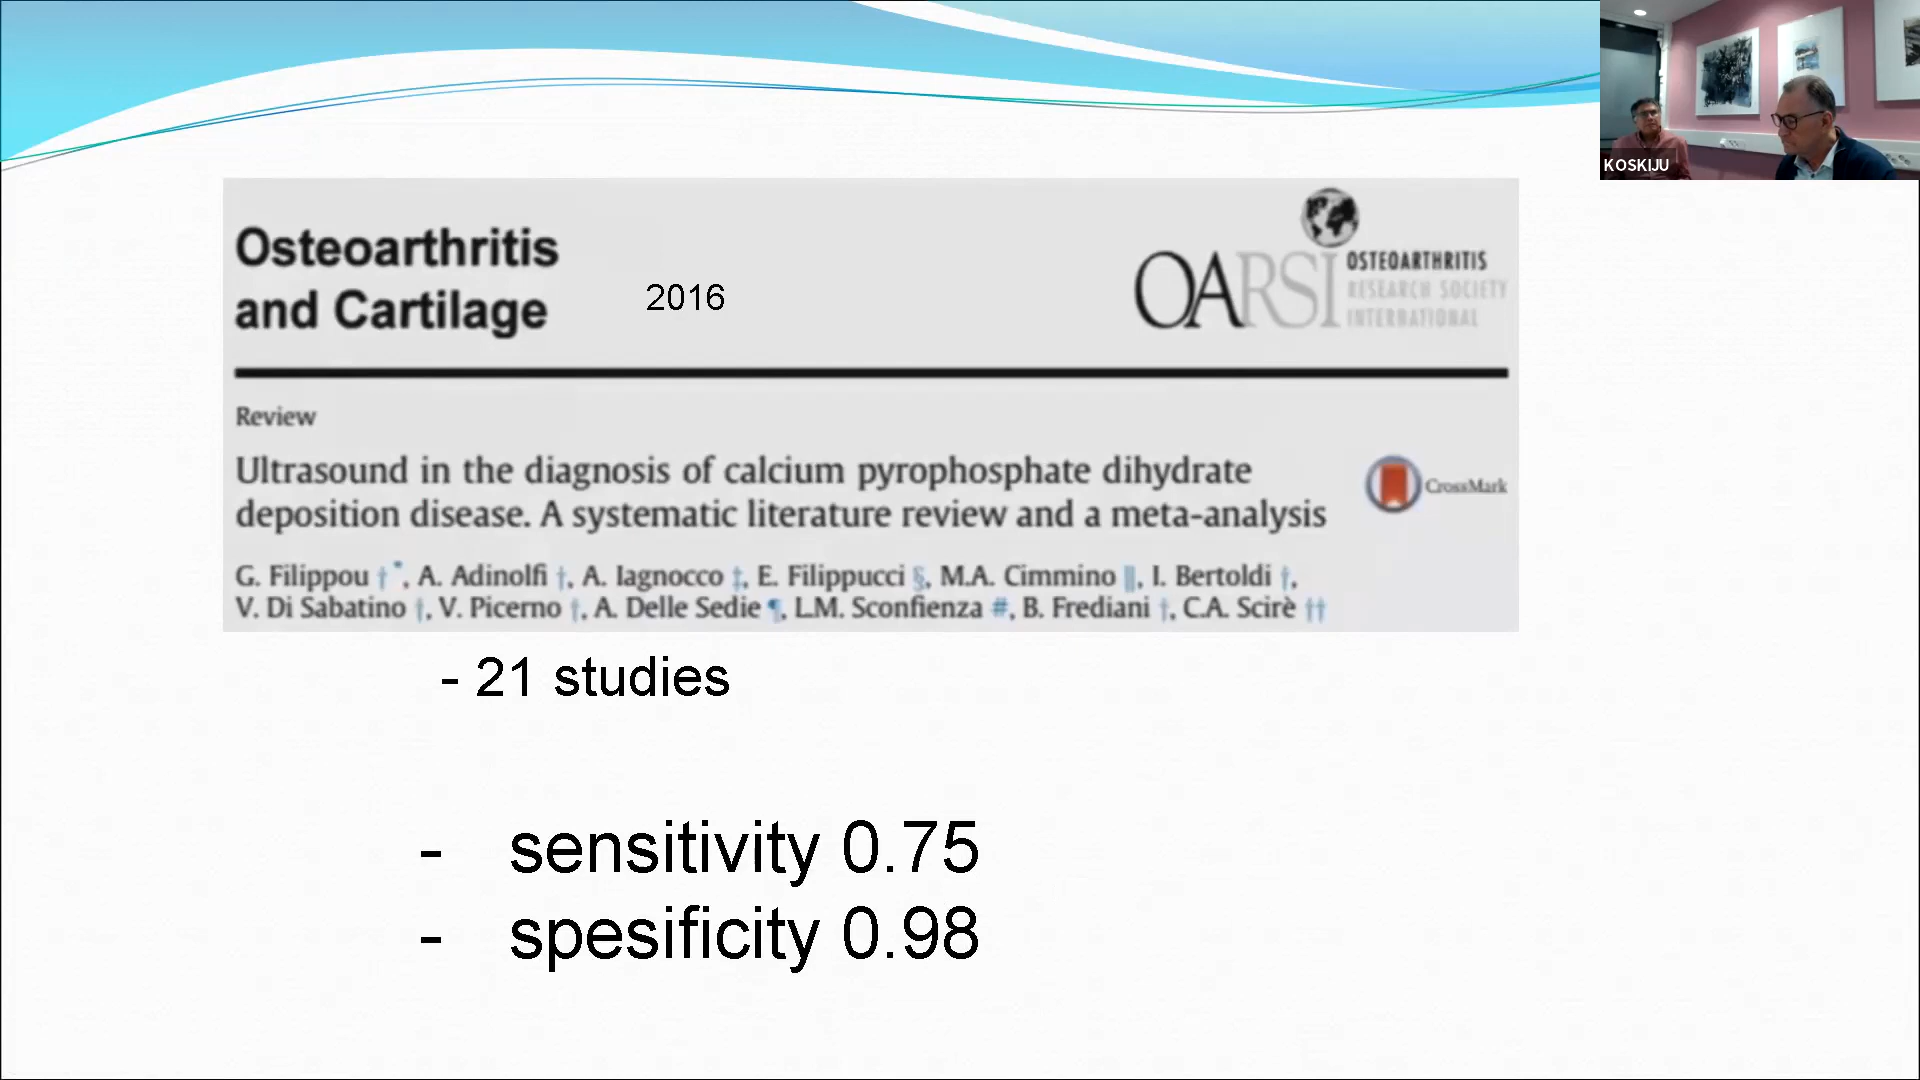 KOSKIJU
Osteoarthritis
and Cartilage
2016
OARSI
OSTEOARTHRITIS
RESEARCH SOCIETY
INTERNATIONAL
Review
Ultrasound in the diagnosis of calcium pyrophosphate dihydrate
deposition disease. A systematic literature review and a meta-analysis
CrossMark
G. Filippou † *, A. Adinolfi †, A. Iagnocco ‡, E. Filippucci §, M.A. Cimmino ‖, I. Bertoldi †,
V. Di Sabatino †, V. Picerno †, A. Delle Sedie ¶, L.M. Sconfienza #, B. Frediani †, C.A. Scirè ††
- 21 studies
- sensitivity 0.75
- spesificity 0.98